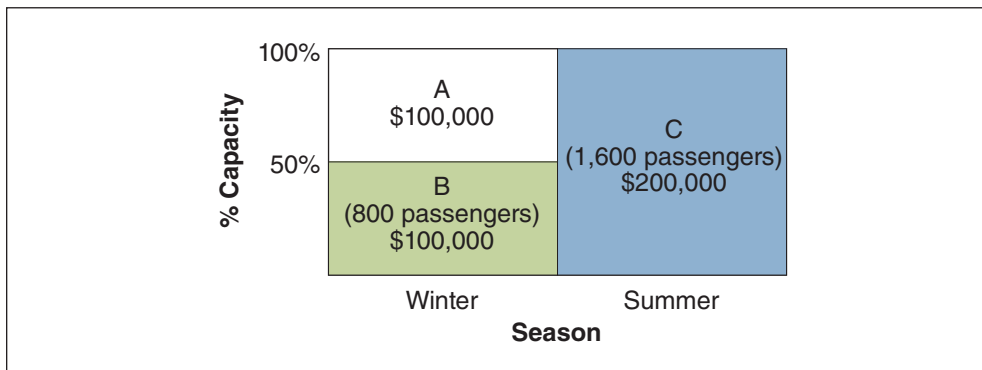 100%
A
$100,000
C
(1,600 passengers)
$200,000
50%
B
(800 passengers)
$100,000
% Capacity
Winter
Summer
Season